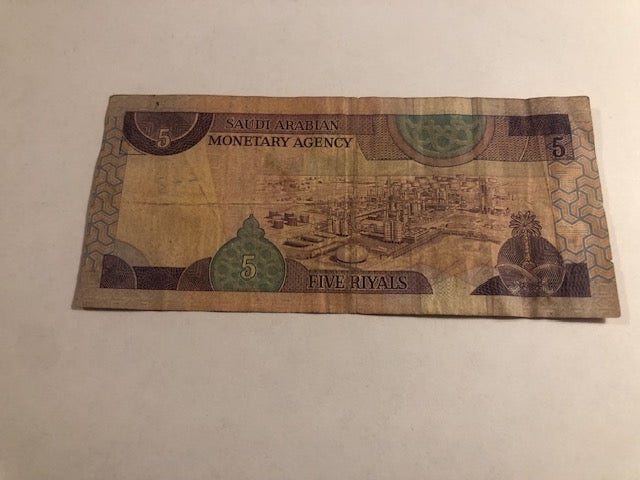 5
SAUDI ARABIAN
MONETARY AGENCY
5
5
FIVE RIYALS